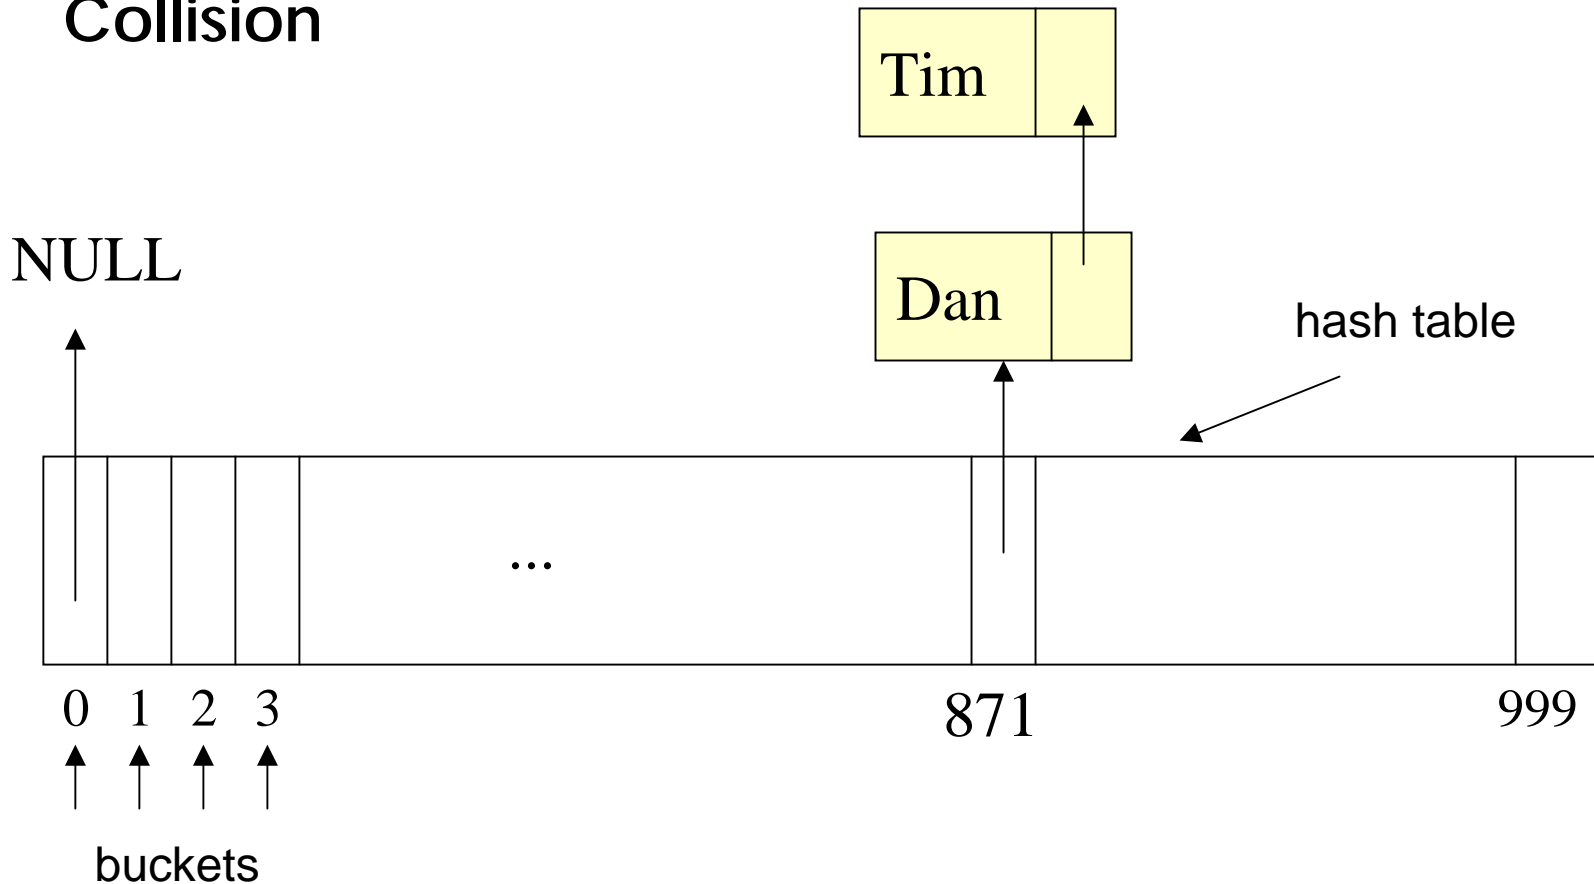 Collision
Tim
NULL
Dan
hash table
...
0 1 2 3 871 999
buckets